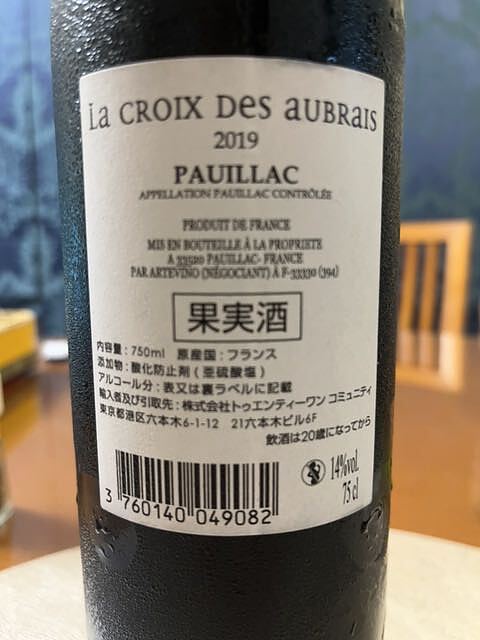 La CROIX Des aUBRaIS
2019
PAUILLAC
APPELLATION PAUILLAC CONTRÔLÉE
PRODUIT DE FRANCE
MIS EN BOUTEILLE À LA PROPRIETE
A 33520 PAUILLAC- FRANCE
PAR ARTEVINO (NÉGOCIANT) À F-33330 (394)
果実酒
内容量:750ml 原産国:フランス
添加物:酸化防止剤(亜硫酸塩)
アルコール分:表又は裏ラベルに記載
輸入者及び引取先:株式会社トゥエンティーワン コミュニティ
東京都港区六本木6-1-12 21六本木ビル6F
飲酒は20歳になってから
14%vol.
75 cl
3 760140 049082